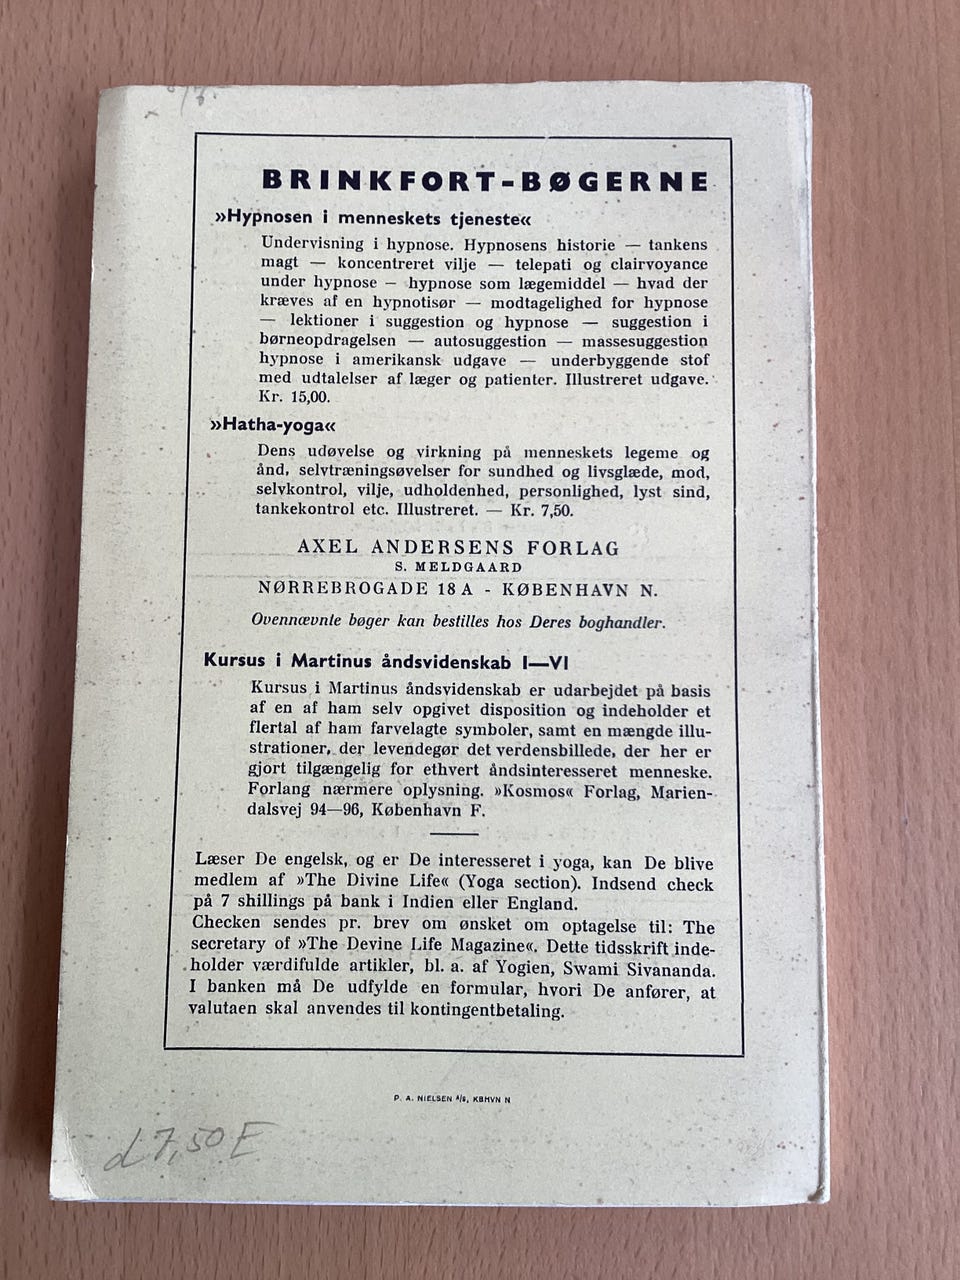 BRINKFORT-BØGERNE
»Hypnosen i menneskets tjeneste«
Undervisning i hypnose. Hypnosens historie — tankens
magt — koncentreret vilje — telepati og clairvoyance
under hypnose — hypnose som lægemiddel — hvad der
kræves af en hypnotisør — modtagelighed for hypnose
— lektioner i suggestion og hypnose — suggestion i
børneopdragelsen — autosuggestion — massesuggestion
hypnose i amerikansk udgave — underbyggende stof
med udtalelser af læger og patienter. Illustreret udgave.
Kr. 15,00.
»Hatha-yoga«
Dens udøvelse og virkning på menneskets legeme og
ånd, selvtræningsøvelser for sundhed og livsglæde, mod,
selvkontrol, vilje, udholdenhed, personlighed, lyst sind,
tankekontrol etc. Illustreret. — Kr. 7,50.
AXEL ANDERSENS FORLAG
S. MELDGAARD
NØRREBROGADE 18 A - KØBENHAVN N.
Ovennævnte bøger kan bestilles hos Deres boghandler.
Kursus i Martinus åndsvidenskab I—VI
Kursus i Martinus åndsvidenskab er udarbejdet på basis
af en af ham selv opgivet disposition og indeholder et
flertal af ham farvelagte symboler, samt en mængde illu-
strationer, der levendegør det verdensbillede, der her er
gjort tilgængelig for ethvert åndsinteresseret menneske.
Forlang nærmere oplysning. »Kosmos« Forlag, Marien-
dalsvej 94—96, København F.
Læser De engelsk, og er De interesseret i yoga, kan De blive
medlem af »The Divine Life« (Yoga section). Indsend check
på 7 shillings på bank i Indien eller England.
Checken sendes pr. brev om ønsket om optagelse til: The
secretary of »The Devine Life Magazine«. Dette tidsskrift inde-
holder værdifulde artikler, bl. a. af Yogien, Swami Sivananda.
I banken må De udfylde en formular, hvori De anfører, at
valutaen skal anvendes til kontingentbetaling.
P. A. NIELSEN A/S, KBHVN N
7,50 E